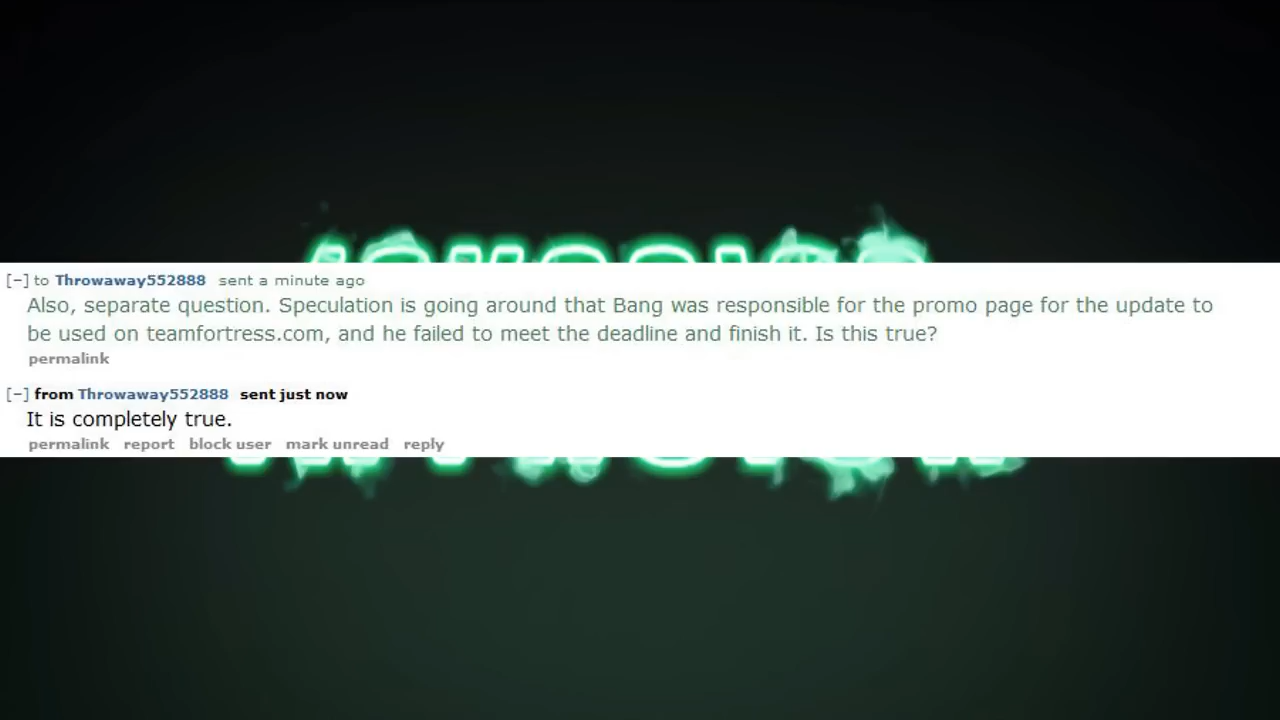 [−] to Throwaway552888 sent a minute ago
Also, separate question. Speculation is going around that Bang was responsible for the promo page for the update to
be used on teamfortress.com, and he failed to meet the deadline and finish it. Is this true?
permalink
[−] from Throwaway552888 sent just now
It is completely true.
permalink report block user mark unread reply